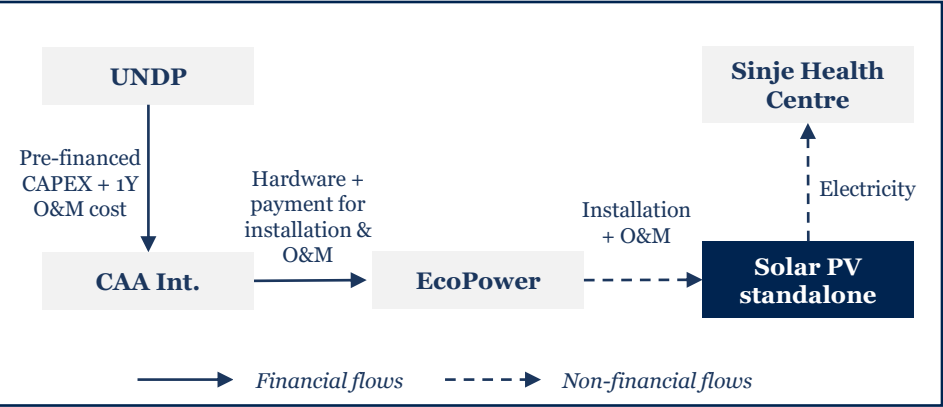 UNDP
Sinje Health
Centre
Pre-financed
CAPEX + 1Y
O&M cost
Hardware +
payment for
installation &
O&M
Installation
+ O&M
Electricity
CAA Int.
EcoPower
Solar PV
standalone
Financial flows
Non-financial flows